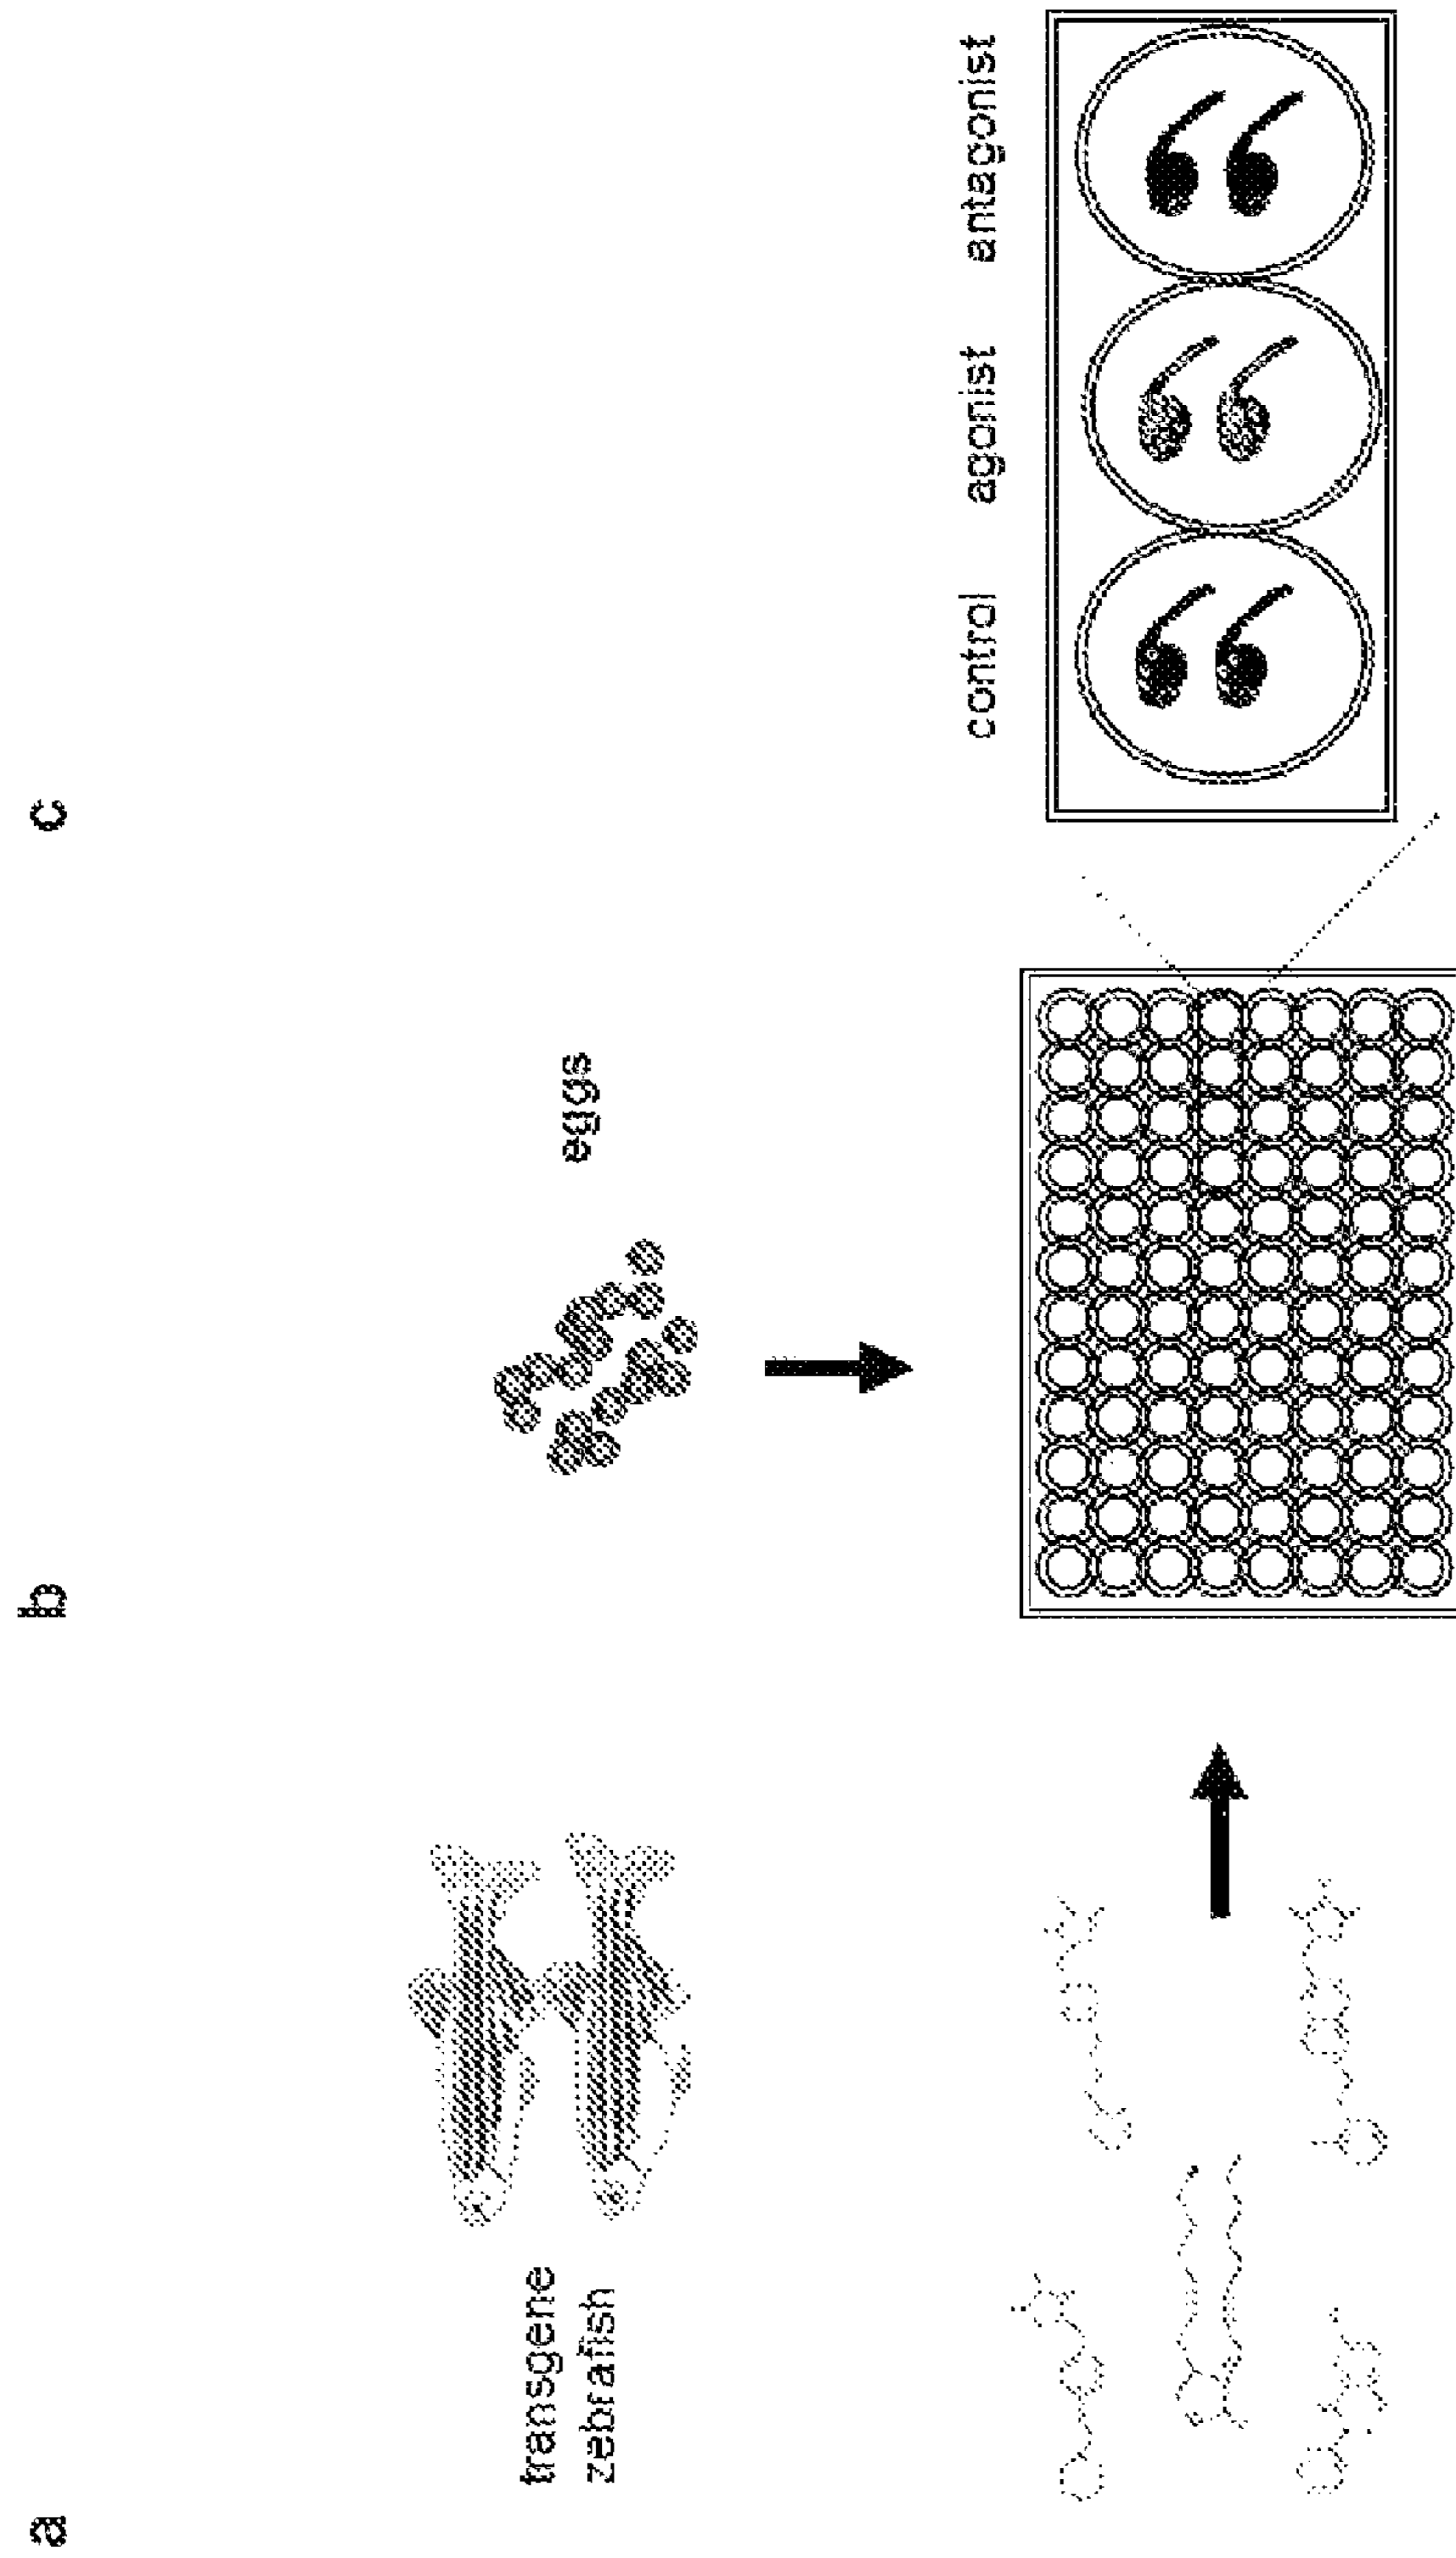 a
b
c
transgene
zebrafish
eggs
control
agonist
antagonist